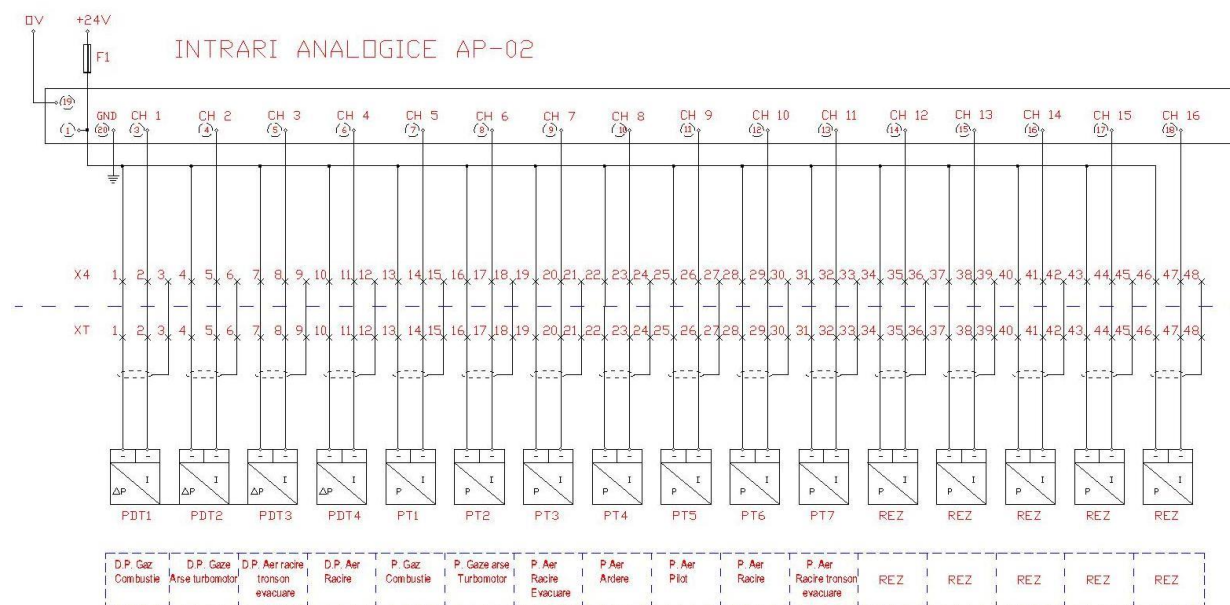 0V +24V
F1
INTRARI ANALOGICE AP-02
19
GND CH 1 CH 2 CH 3 CH 4 CH 5 CH 6 CH 7 CH 8 CH 9 CH 10 CH 11 CH 12 CH 13 CH 14 CH 15 CH 16
1 20 3 4 5 6 7 8 9 10 11 12 13 14 15 16 17 18
X4 1 2 3 4 5 6 7 8 9 10 11 12 13 14 15 16 17 18 19 20 21 22 23 24 25 26 27 28 29 30 31 32 33 34 35 36 37 38 39 40 41 42 43 44 45 46 47 48
XT 1 2 3 4 5 6 7 8 9 10 11 12 13 14 15 16 17 18 19 20 21 22 23 24 25 26 27 28 29 30 31 32 33 34 35 36 37 38 39 40 41 42 43 44 45 46 47 48
I I I I I I I I I I I I I I I I
ΔP ΔP ΔP ΔP P P P P P P P P P P P P
PDT1 PDT2 PDT3 PDT4 PT1 PT2 PT3 PT4 PT5 PT6 PT7 REZ REZ REZ REZ REZ
D.P. Gaz
Combustie
D.P. Gaze
Arse turbomotor
D.P. Aer racire
tronson
evacuare
D.P. Aer
Racire
P. Gaz
Combustie
P. Gaze arse
Turbomotor
P. Aer
Racire
Evacuare
P. Aer
Ardere
P. Aer
Pilot
P. Aer
Racire
P. Aer
Racire tronson
evacuare
REZ
REZ
REZ
REZ
REZ